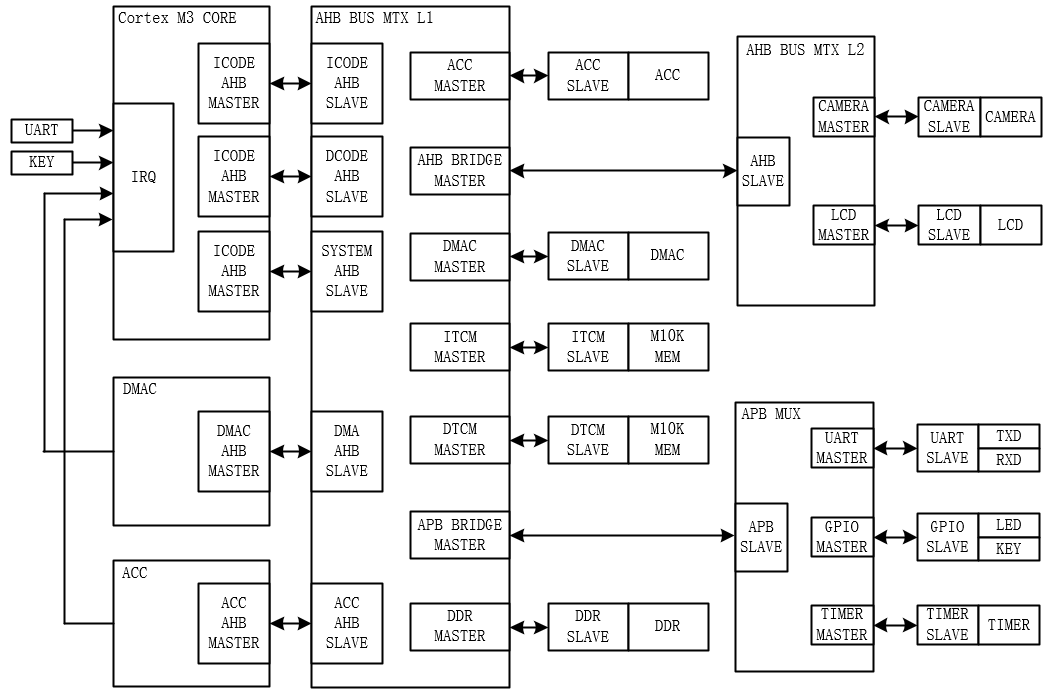 Cortex M3 CORE
ICODE
AHB
MASTER
ICODE
AHB
MASTER
ICODE
AHB
MASTER
UART
KEY
IRQ
DMAC
DMAC
AHB
MASTER
ACC
ACC
AHB
MASTER
AHB BUS MTX L1
ICODE
AHB
SLAVE
DCODE
AHB
SLAVE
SYSTEM
AHB
SLAVE
DMA
AHB
SLAVE
ACC
AHB
SLAVE
ACC
MASTER
ACC
SLAVE
ACC
AHB BRIDGE
MASTER
DMAC
MASTER
DMAC
SLAVE
DMAC
ITCM
MASTER
ITCM
SLAVE
M10K
MEM
DTCM
MASTER
DTCM
SLAVE
M10K
MEM
APB BRIDGE
MASTER
DDR
MASTER
DDR
SLAVE
DDR
AHB BUS MTX L2
AHB
SLAVE
CAMERA
MASTER
CAMERA
SLAVE
CAMERA
LCD
MASTER
LCD
SLAVE
LCD
APB MUX
APB
SLAVE
UART
MASTER
UART
SLAVE
TXD
RXD
GPIO
MASTER
GPIO
SLAVE
LED
KEY
TIMER
MASTER
TIMER
SLAVE
TIMER